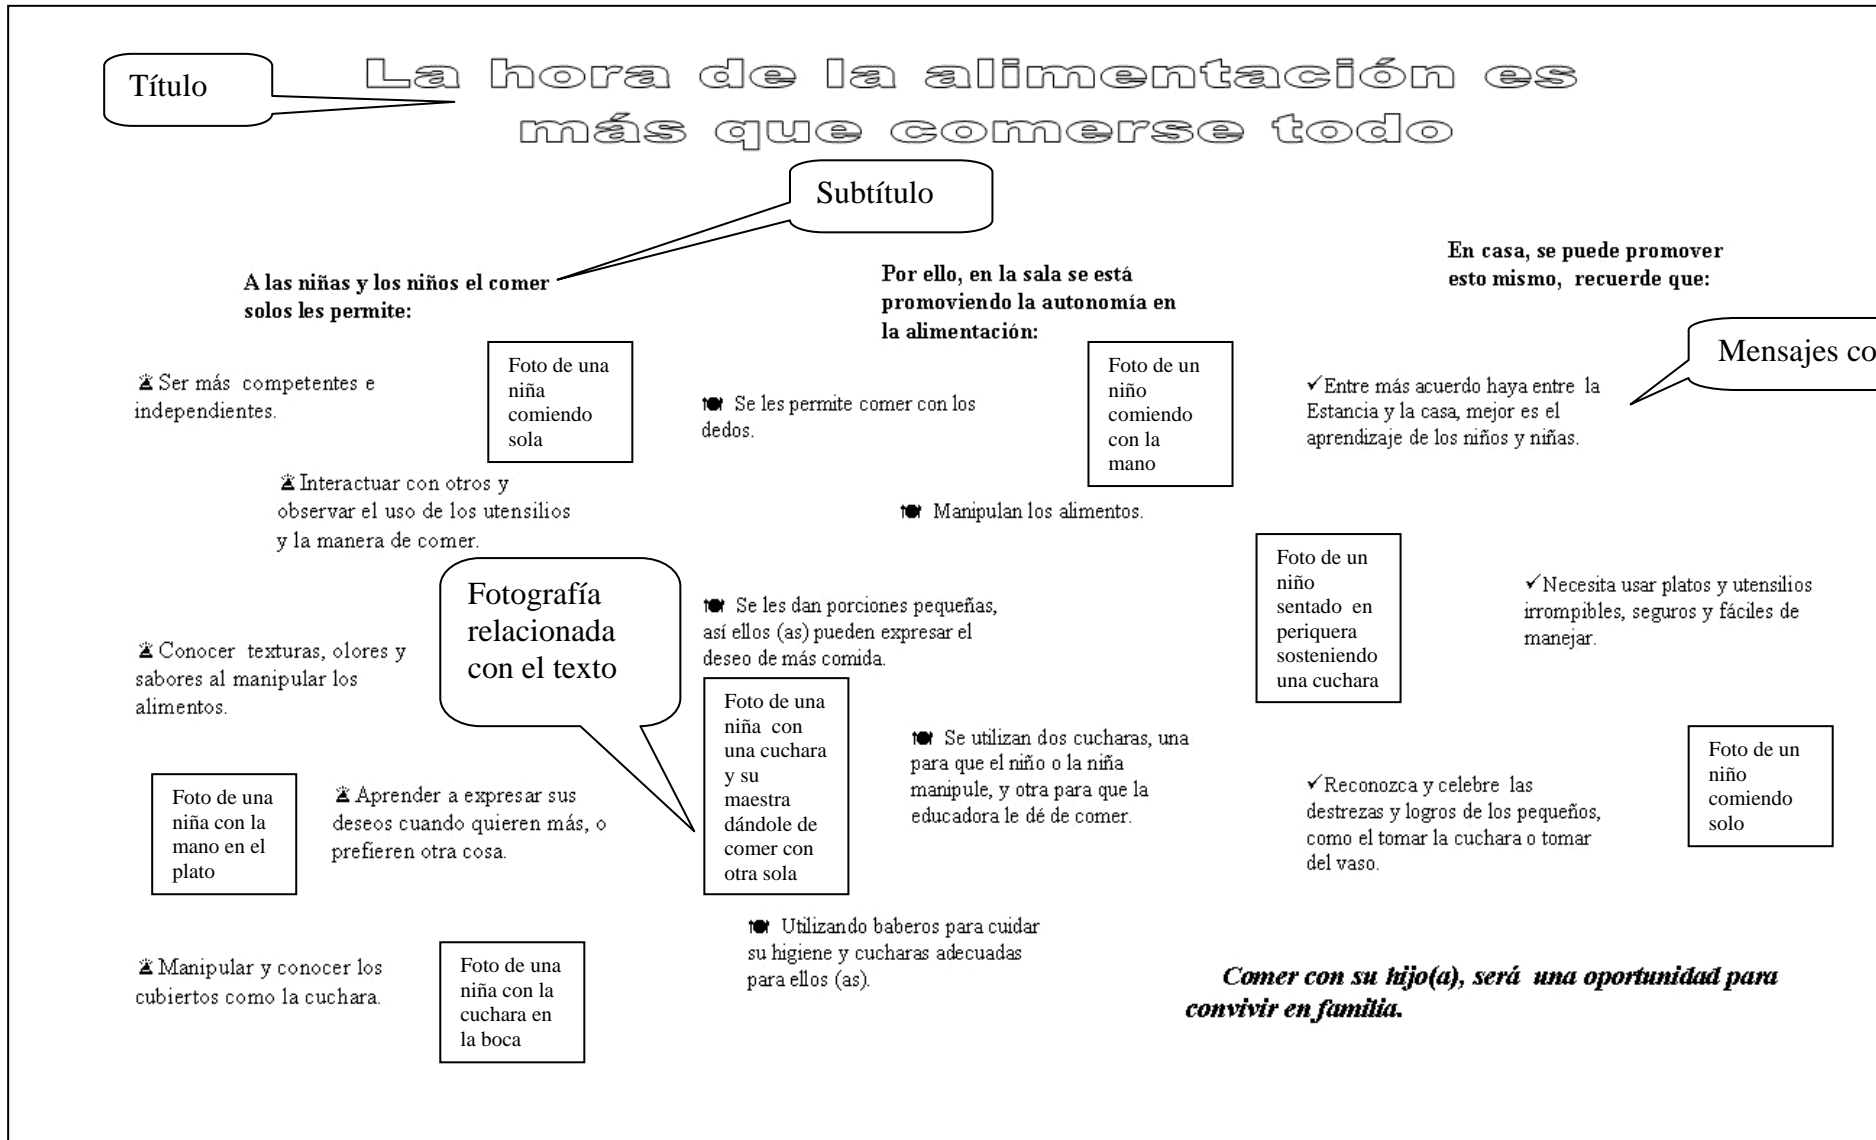 Título
La hora de la alimentación es
más que comerse todo
Subtítulo
A las niñas y los niños el comer
solos les permite:
Ser más competentes e
independientes.
Foto de una
niña
comiendo
sola
Interactuar con otros y
observar el uso de los utensilios
y la manera de comer.
Fotografía
relacionada
con el texto
Conocer texturas, olores y
sabores al manipular los
alimentos.
Foto de una
niña con la
mano en el
plato
Aprender a expresar sus
deseos cuando quieren más, o
prefieren otra cosa.
Manipular y conocer los
cubiertos como la cuchara.
Foto de una
niña con la
cuchara en
la boca
Por ello, en la sala se está
promoviendo la autonomía en
la alimentación:
Se les permite comer con los
dedos.
Foto de un
niño
comiendo
con la
mano
Manipulan los alimentos.
Se les dan porciones pequeñas,
así ellos (as) pueden expresar el
deseo de más comida.
Foto de una
niña con
una cuchara
y su
maestra
dándole de
comer con
otra sola
Se utilizan dos cucharas, una
para que el niño o la niña
manipule, y otra para que la
educadora le dé de comer.
Utilizando baberos para cuidar
su higiene y cucharas adecuadas
para ellos (as).
En casa, se puede promover
esto mismo, recuerde que:
Mensajes co
✓Entre más acuerdo haya entre la
Estancia y la casa, mejor es el
aprendizaje de los niños y niñas.
Foto de un
niño
sentado en
periquera
sosteniendo
una cuchara
✓Necesita usar platos y utensilios
irrompibles, seguros y fáciles de
manejar.
✓Reconozca y celebre las
destrezas y logros de los pequeños,
como el tomar la cuchara o tomar
del vaso.
Foto de un
niño
comiendo
solo
Comer con su hijo(a), será una oportunidad para
convivir en familia.